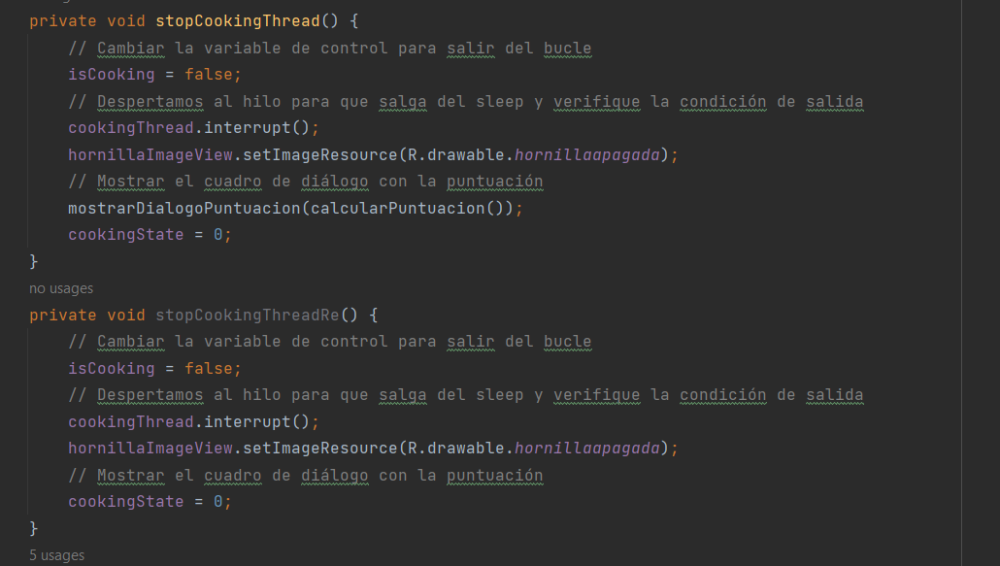 private void stopCookingThread() {
// Cambiar la variable de control para salir del bucle
isCooking = false;
// Despertamos al hilo para que salga del sleep y verifique la condición de salida
cookingThread.interrupt();
hornillaImageView.setImageResource(R.drawable.hornillaapagada);
// Mostrar el cuadro de diálogo con la puntuación
mostrarDialogoPuntuacion(calcularPuntuacion());
cookingState = 0;
}
no usages
private void stopCookingThreadRe() {
// Cambiar la variable de control para salir del bucle
isCooking = false;
// Despertamos al hilo para que salga del sleep y verifique la condición de salida
cookingThread.interrupt();
hornillaImageView.setImageResource(R.drawable.hornillaapagada);
// Mostrar el cuadro de diálogo con la puntuación
cookingState = 0;
}
5 usages